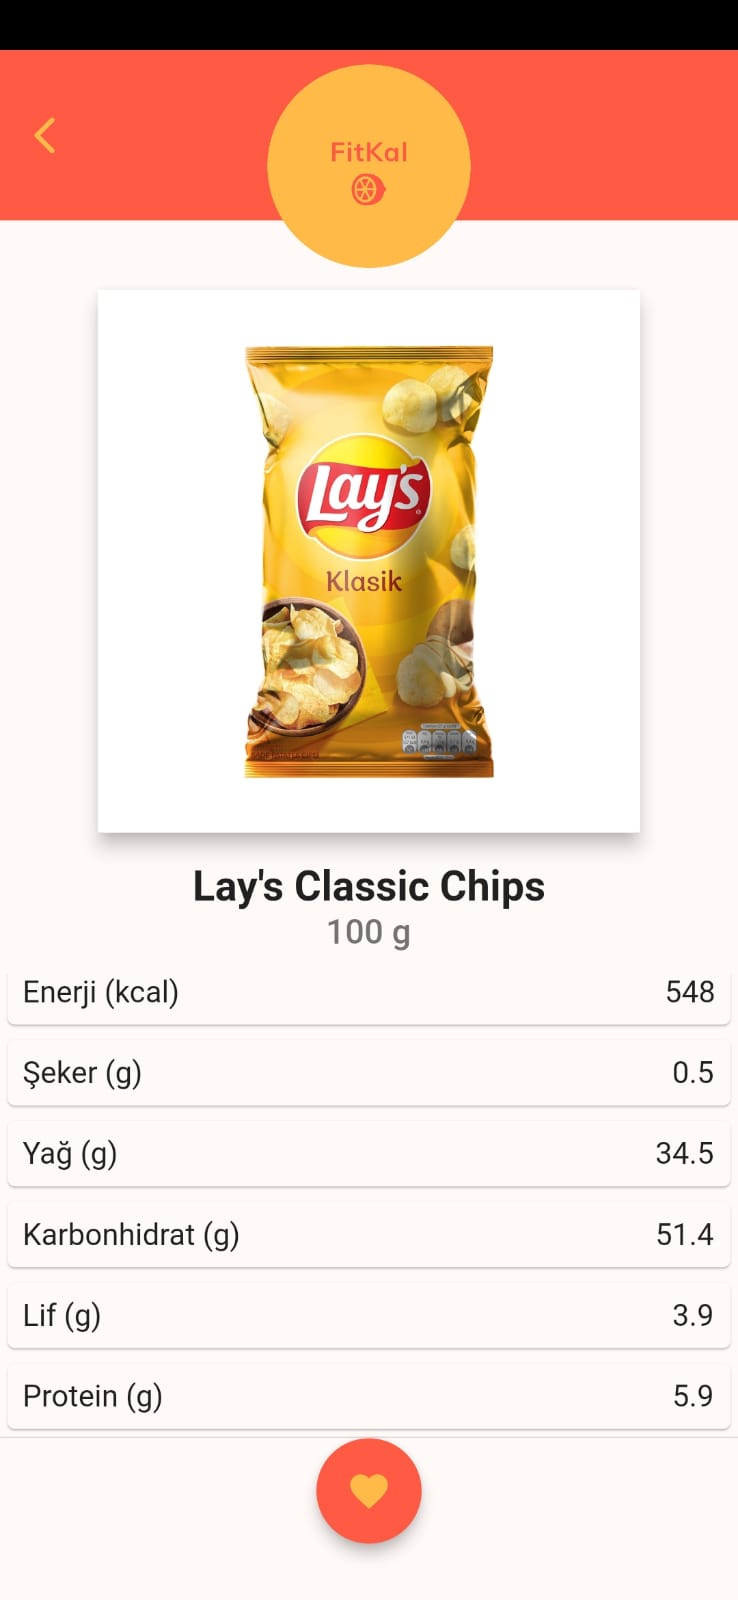 FitKal
Lay's
Klasik
Lay's Classic Chips
100 g
Enerji (kcal) 548
Şeker (g) 0.5
Yağ (g) 34.5
Karbonhidrat (g) 51.4
Lif (g) 3.9
Protein (g) 5.9